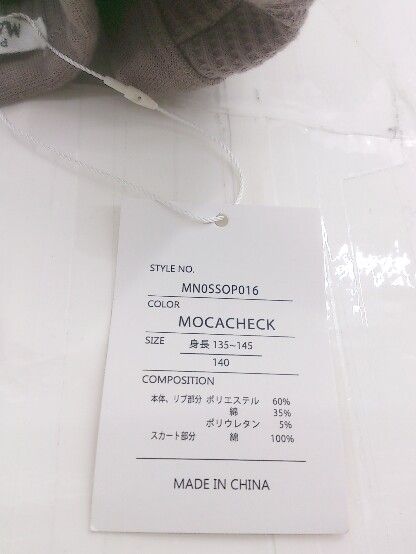 STYLE NO.
MN0SSOP016
COLOR
MOCACHECK
SIZE 身長 135~145
140
COMPOSITION
本体、リブ部分 ポリエステル 60%
綿 35%
ポリウレタン 5%
スカート部分 綿 100%
MADE IN CHINA